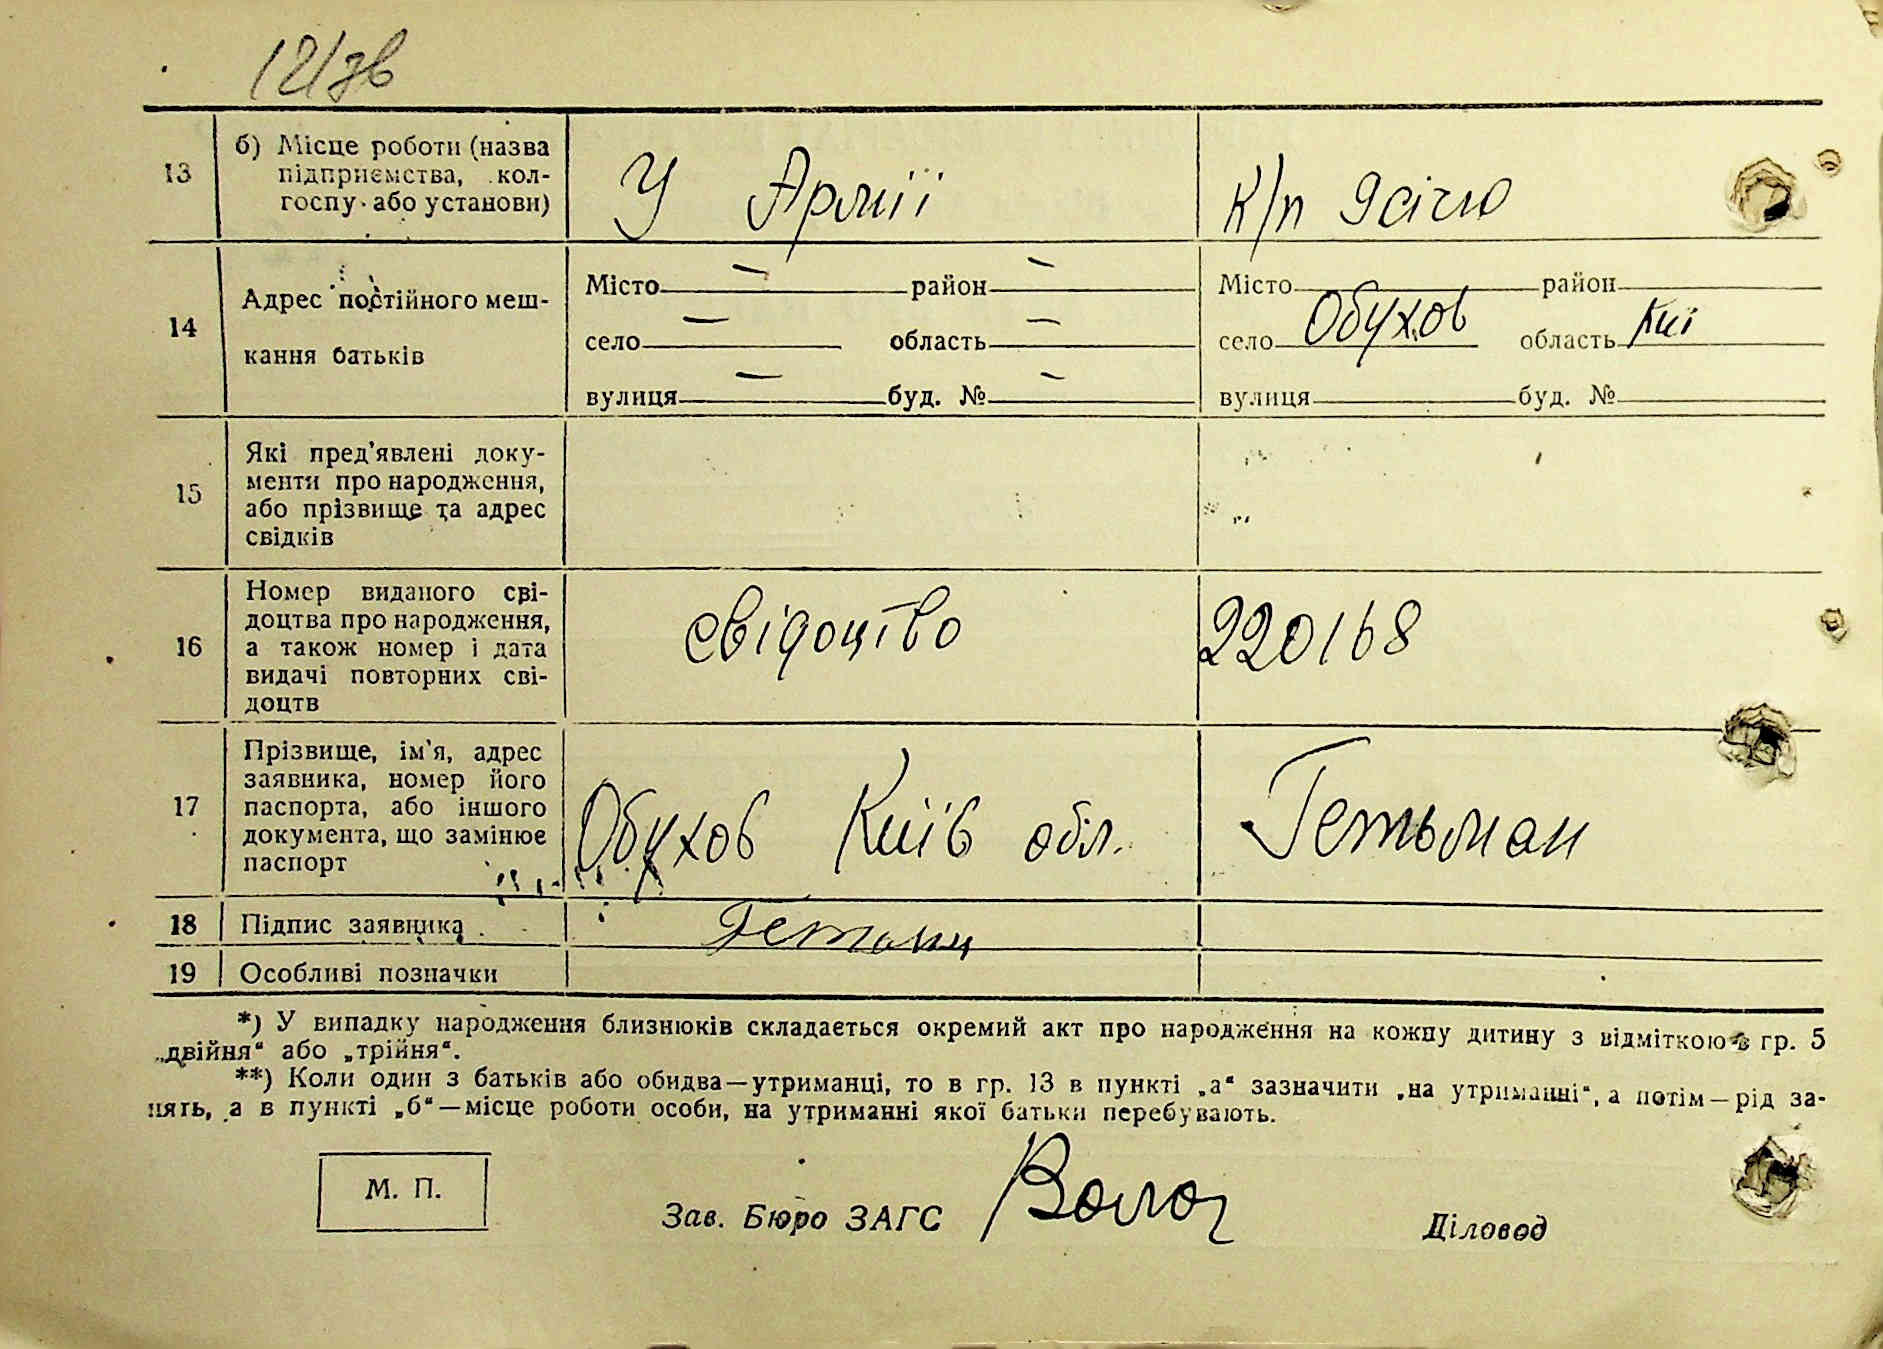 121зв
13
б) Місце роботи (назва
підприємства, кол-
госпу або установи)
У Армії
К/п
14
Адрес постійного меш-
кання батьків
Місто — район —
село — область —
вулиця — буд. № —
Місто район
село Обухов область Киї
вулиця буд. №
15
Які пред'явлені доку-
менти про народження,
або прізвище та адрес
свідків
16
Номер виданого сві-
доцтва про народження,
а також номер і дата
видачі повторних сві-
доцтв
свідоцтво
220168
17
Прізвище, ім'я, адрес
заявника, номер його
паспорта, або іншого
документа, що замінює
паспорт
Обухов Київ обл.
Гетьман
18
Підпис заявника
19
Особливі позначки
*) У випадку народження близнюків складається окремий акт про народження на кожну дитину з відміткою в гр. 5
„двійня“ або „трійня“.
**) Коли один з батьків або обидва—утриманці, то в гр. 13 в пункті „а“ зазначити „на утриманні“, а потім—рід за-
нять, а в пункті „б“—місце роботи особи, на утриманні якої батьки перебувають.
М. П.
Зав. Бюро ЗАГС
Діловод